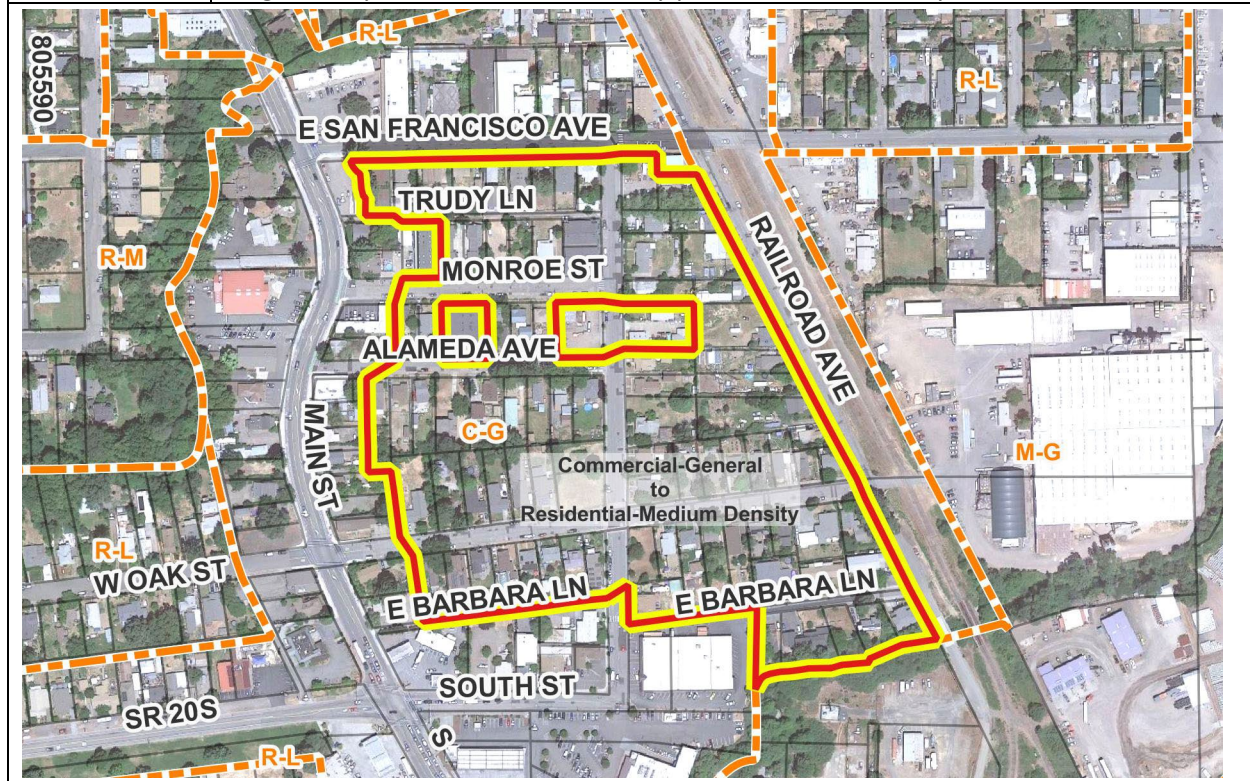 R-L
805590
R-L
E SAN FRANCISCO AVE
TRUDY LN
R-M
MONROE ST
RAILROAD AVE
ALAMEDA AVE
MAIN ST
C-G
M-G
Commercial-General
to
Residential-Medium Density
R-L
W OAK ST
E BARBARA LN
E BARBARA LN
SOUTH ST
SR 20S
S
R-L